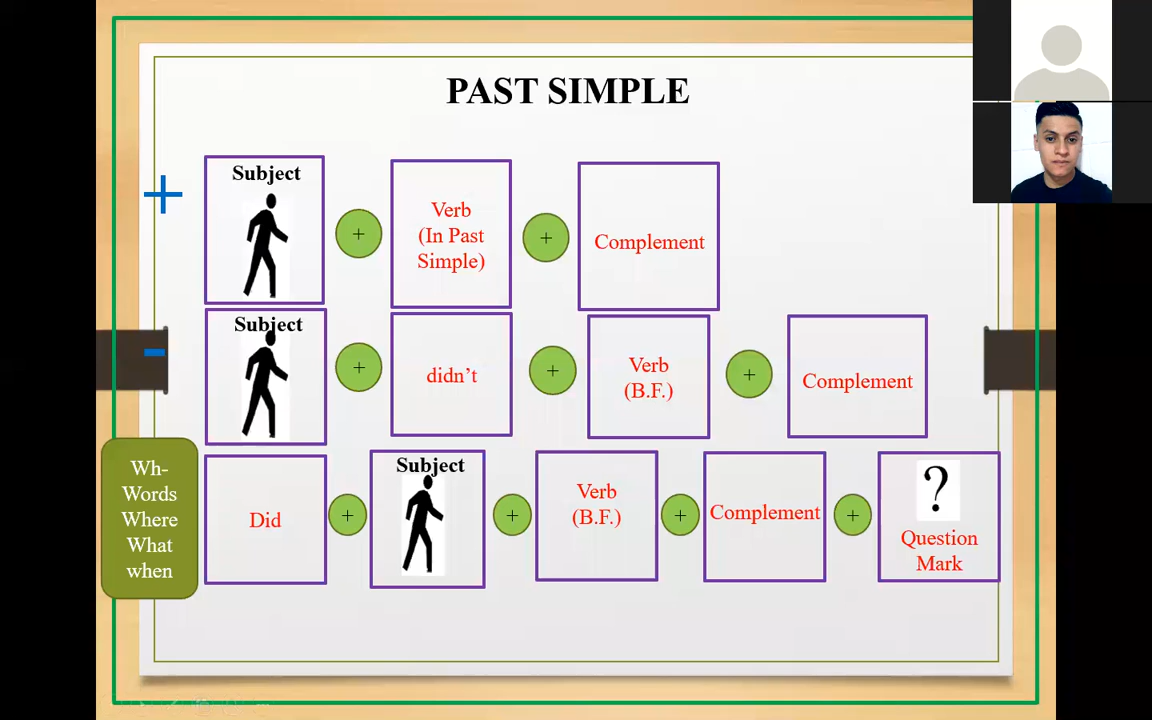 PAST SIMPLE
+
Subject
+
Verb
(In Past
Simple)
+
Complement
-
Subject
+
didn't
+
Verb
(B.F.)
+
Complement
Wh-
Words
Where
What
when
Did
+
Subject
+
Verb
(B.F.)
+
Complement
+
?
Question
Mark